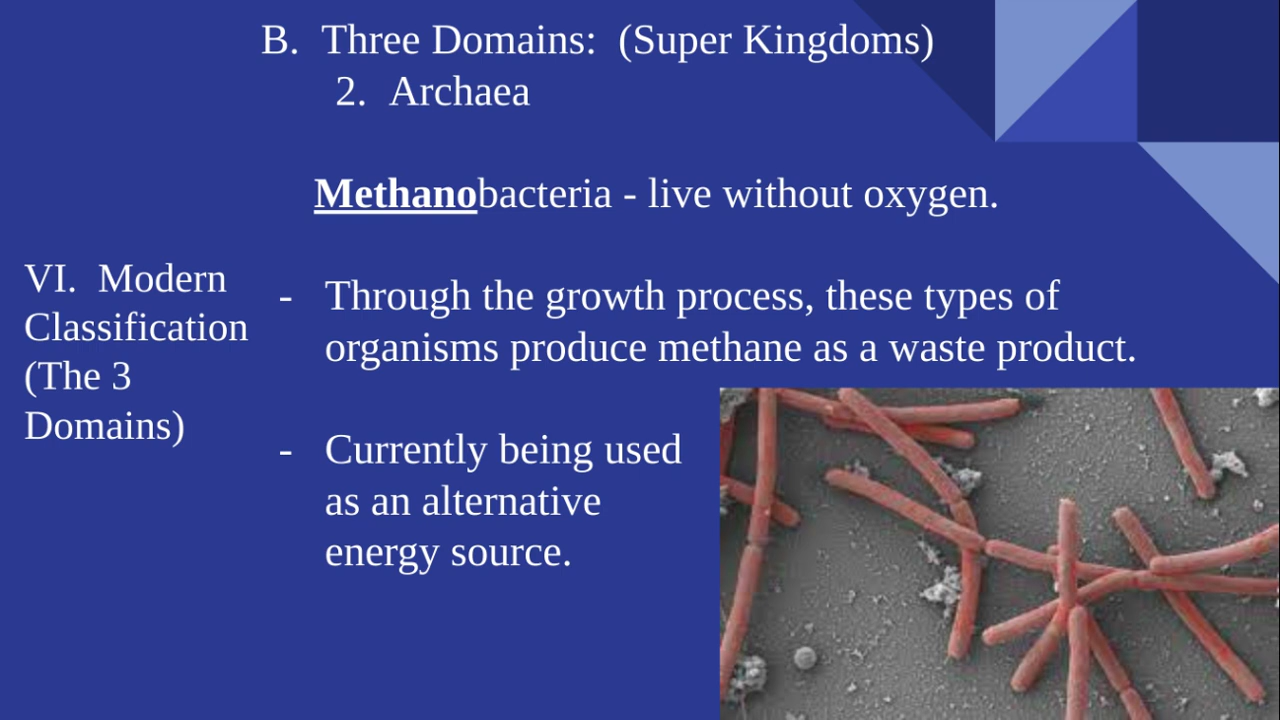 B. Three Domains: (Super Kingdoms)
2. Archaea
Methanobacteria - live without oxygen.
VI. Modern
Classification
(The 3
Domains)
- Through the growth process, these types of
organisms produce methane as a waste product.
- Currently being used
as an alternative
energy source.